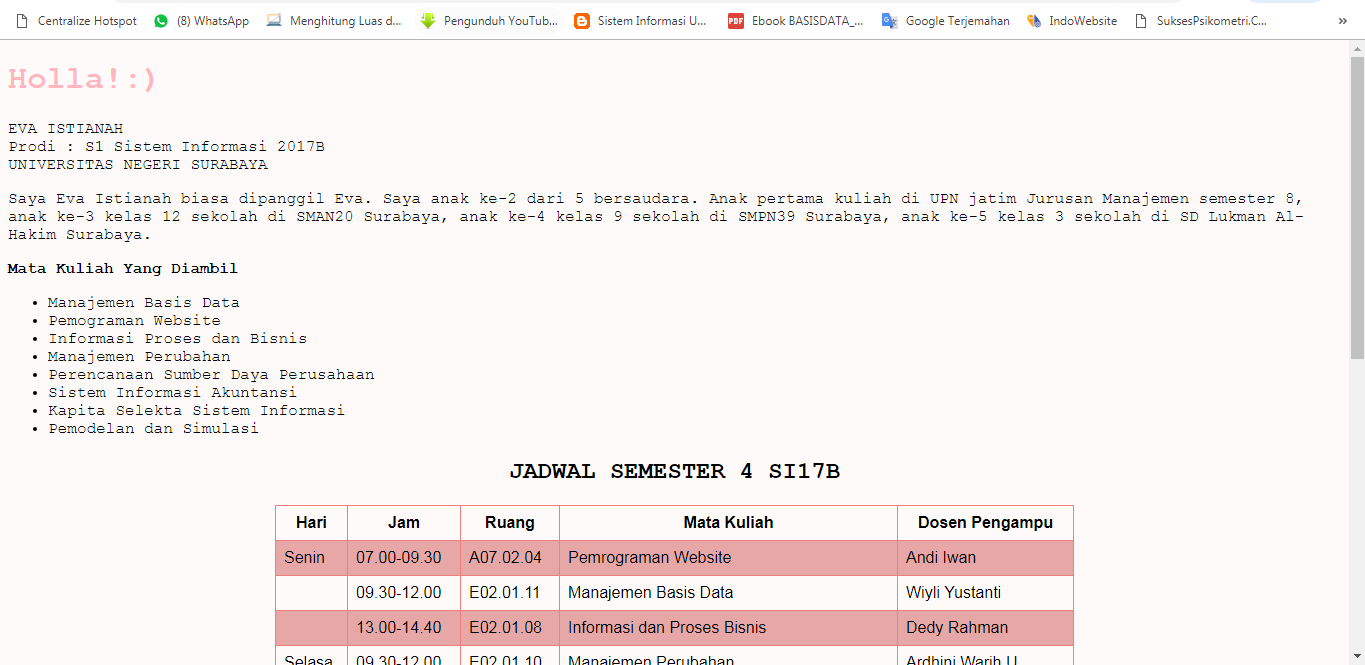 Centralize Hotspot (8) WhatsApp Menghitung Luas d... Pengunduh YouTub... Sistem Informasi U... PDF Ebook BASISDATA_... Google Terjemahan IndoWebsite SuksesPsikometri.C... »
Holla!:)
EVA ISTIANAH
Prodi : S1 Sistem Informasi 2017B
UNIVERSITAS NEGERI SURABAYA
Saya Eva Istianah biasa dipanggil Eva. Saya anak ke-2 dari 5 bersaudara. Anak pertama kuliah di UPN jatim Jurusan Manajemen semester 8,
anak ke-3 kelas 12 sekolah di SMAN20 Surabaya, anak ke-4 kelas 9 sekolah di SMPN39 Surabaya, anak ke-5 kelas 3 sekolah di SD Lukman Al-
Hakim Surabaya.
Mata Kuliah Yang Diambil
• Manajemen Basis Data
• Pemograman Website
• Informasi Proses dan Bisnis
• Manajemen Perubahan
• Perencanaan Sumber Daya Perusahaan
• Sistem Informasi Akuntansi
• Kapita Selekta Sistem Informasi
• Pemodelan dan Simulasi
JADWAL SEMESTER 4 SI17B
Hari Jam Ruang Mata Kuliah Dosen Pengampu
Senin 07.00-09.30 A07.02.04 Pemrograman Website Andi Iwan
09.30-12.00 E02.01.11 Manajemen Basis Data Wiyli Yustanti
13.00-14.40 E02.01.08 Informasi dan Proses Bisnis Dedy Rahman
Selasa 09.30-12.00 E02.01.10 Manajemen Perubahan Ardhini Warih U